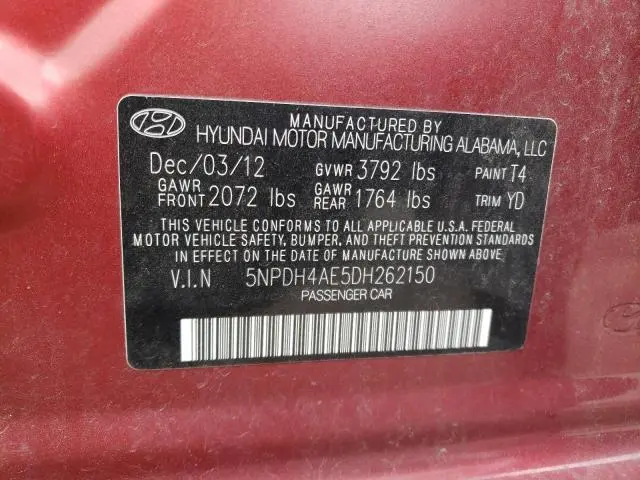 MANUFACTURED BY
HYUNDAI MOTOR MANUFACTURING ALABAMA, LLC
Dec/03/12 GVWR 3792 lbs PAINT T4
GAWR FRONT 2072 lbs GAWR REAR 1764 lbs TRIM YD
THIS VEHICLE CONFORMS TO ALL APPLICABLE U.S.A. FEDERAL
MOTOR VEHICLE SAFETY, BUMPER, AND THEFT PREVENTION STANDARDS
IN EFFECT ON THE DATE OF MANUFACTURE SHOWN ABOVE.
V.I.N 5NPDH4AE5DH262150
PASSENGER CAR